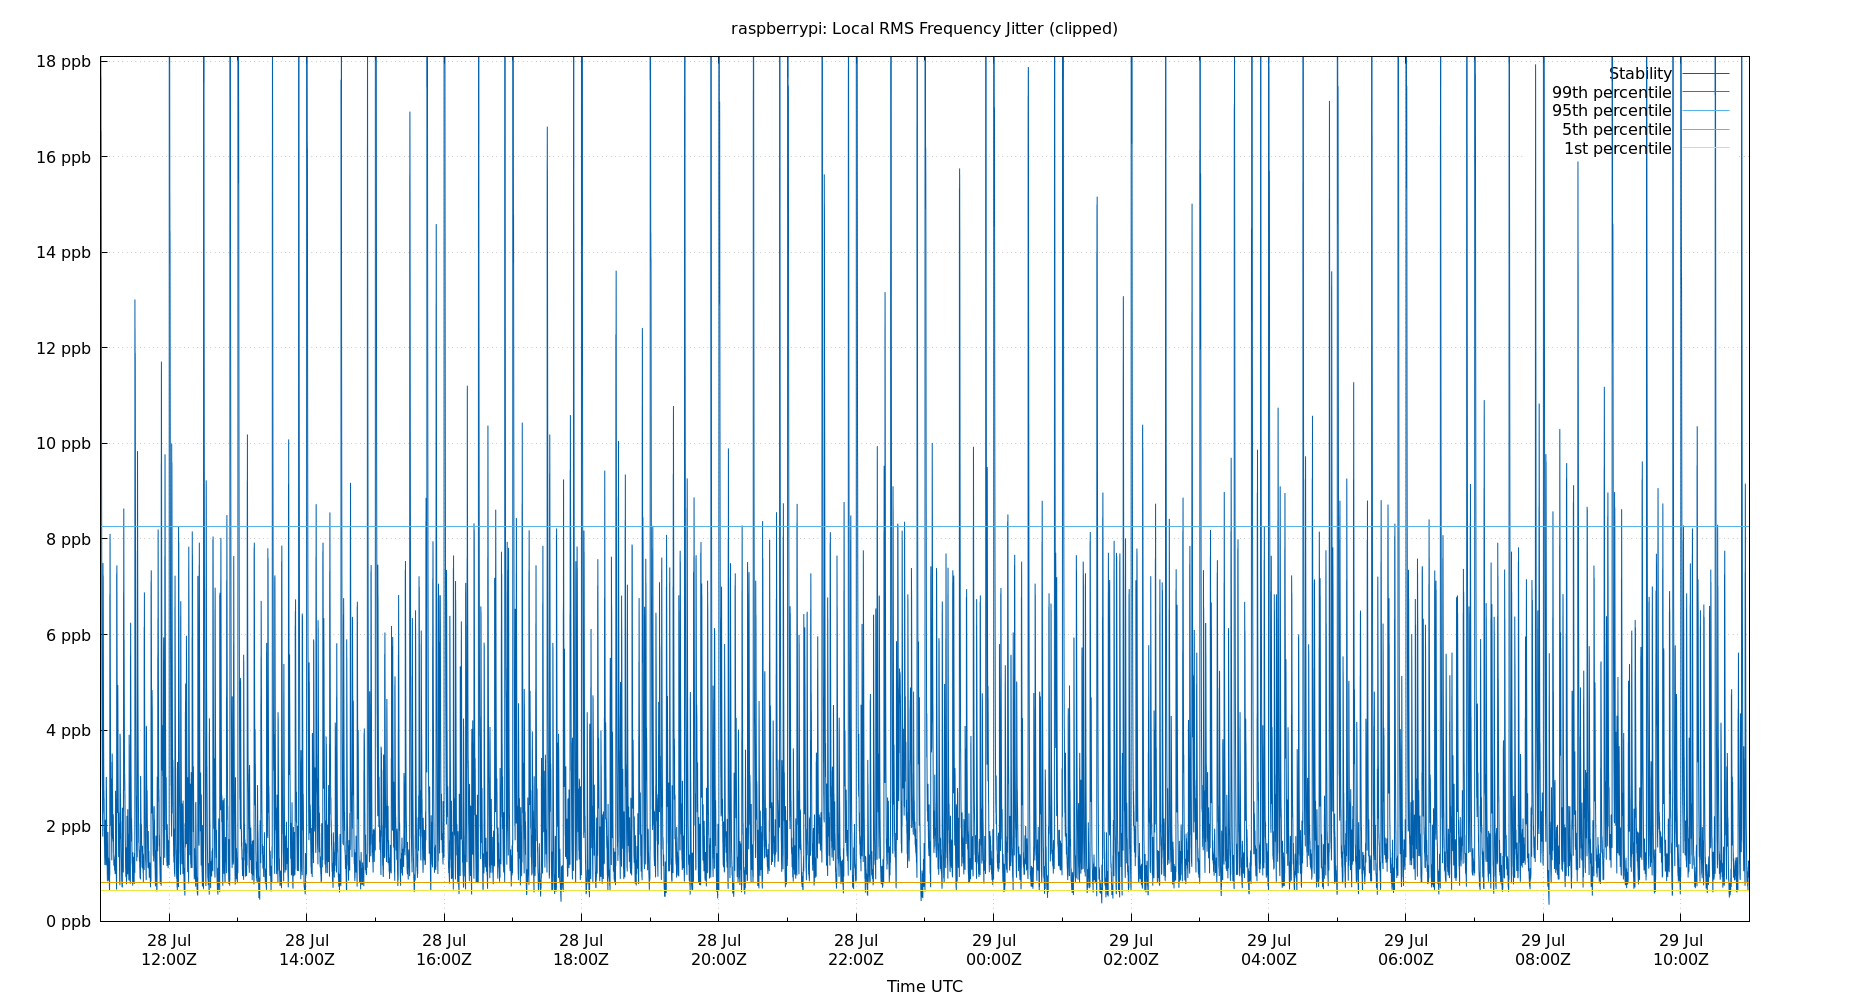 raspberrypi: Local RMS Frequency Jitter (clipped)
18 ppb
16 ppb
14 ppb
12 ppb
10 ppb
8 ppb
6 ppb
4 ppb
2 ppb
0 ppb
Stability
99th percentile
95th percentile
5th percentile
1st percentile
28 Jul 28 Jul 28 Jul 28 Jul 28 Jul 28 Jul 29 Jul 29 Jul 29 Jul 29 Jul 29 Jul 29 Jul
12:00Z 14:00Z 16:00Z 18:00Z 20:00Z 22:00Z 00:00Z 02:00Z 04:00Z 06:00Z 08:00Z 10:00Z
Time UTC